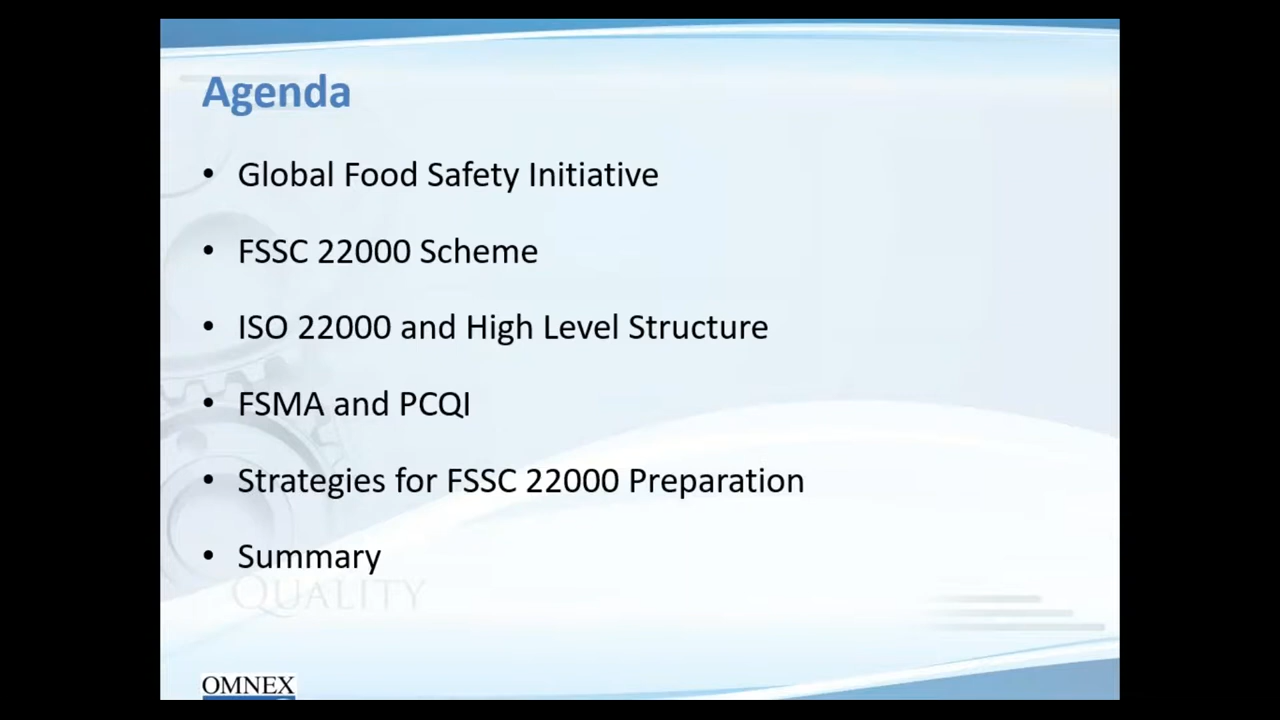 Agenda
• Global Food Safety Initiative
• FSSC 22000 Scheme
• ISO 22000 and High Level Structure
• FSMA and PCQI
• Strategies for FSSC 22000 Preparation
• Summary
QUALITY
OMNEX